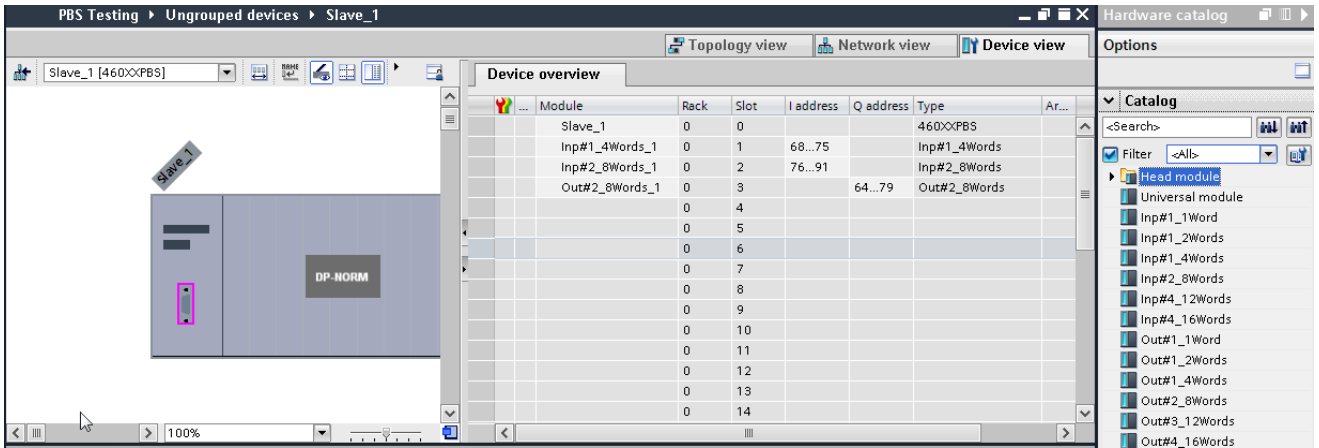 PBS Testing ▸ Ungrouped devices ▸ Slave_1
Hardware catalog
Topology view
Network view
Device view
Options
Slave_1 [460XXPBS]
NAME
Device overview
Catalog
... Module Rack Slot I address Q address Type Ar...
Slave_1 0 0 460XXPBS
Inp#1_4Words_1 0 1 68...75 Inp#1_4Words
Inp#2_8Words_1 0 2 76...91 Inp#2_8Words
Out#2_8Words_1 0 3 64...79 Out#2_8Words
0 4
0 5
0 6
0 7
0 8
0 9
0 10
0 11
0 12
0 13
0 14
Slave_1
DP-NORM
100%
<Search>
Filter <All>
Head module
Universal module
Inp#1_1Word
Inp#1_2Words
Inp#1_4Words
Inp#2_8Words
Inp#4_12Words
Inp#4_16Words
Out#1_1Word
Out#1_2Words
Out#1_4Words
Out#2_8Words
Out#3_12Words
Out#4_16Words